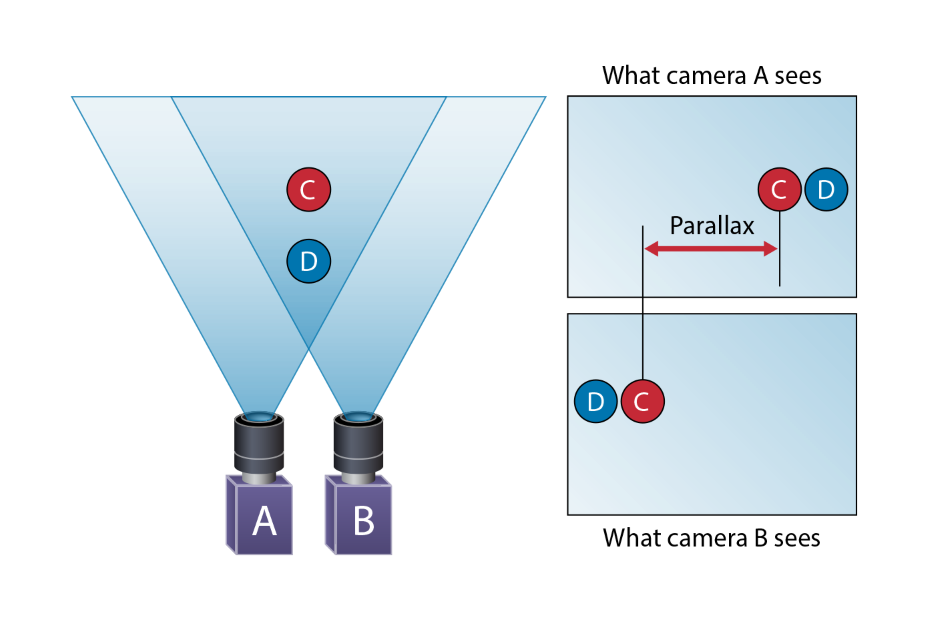 What camera A sees
C
C D
Parallax
D
D C
A B
What camera B sees